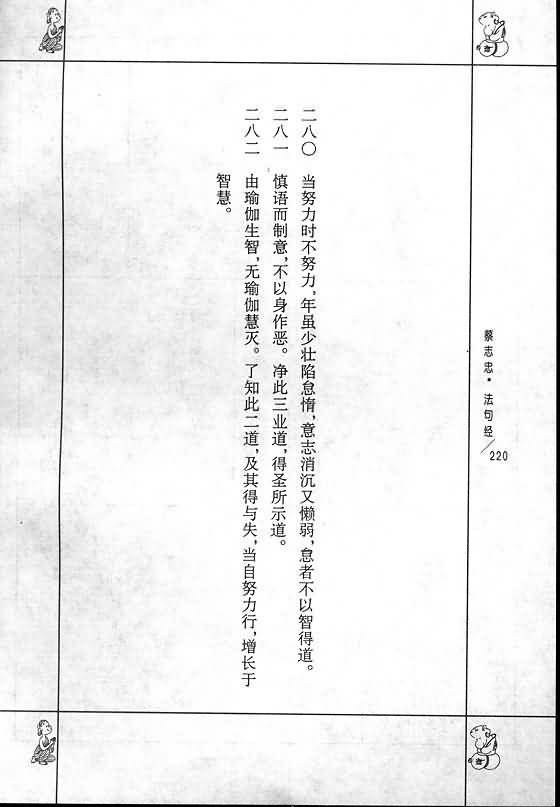 二八〇 当努力时不努力，年虽少壮陷怠惰，意志消沉又懒弱，怠者不以智得道。
二八一 慎语而制意，不以身作恶。净此三业道，得圣所示道。
二八二 由瑜伽生智，无瑜伽慧灭。了知此二道，及其得与失，当自努力行，增长于
智慧。
蔡志忠·法句经／220